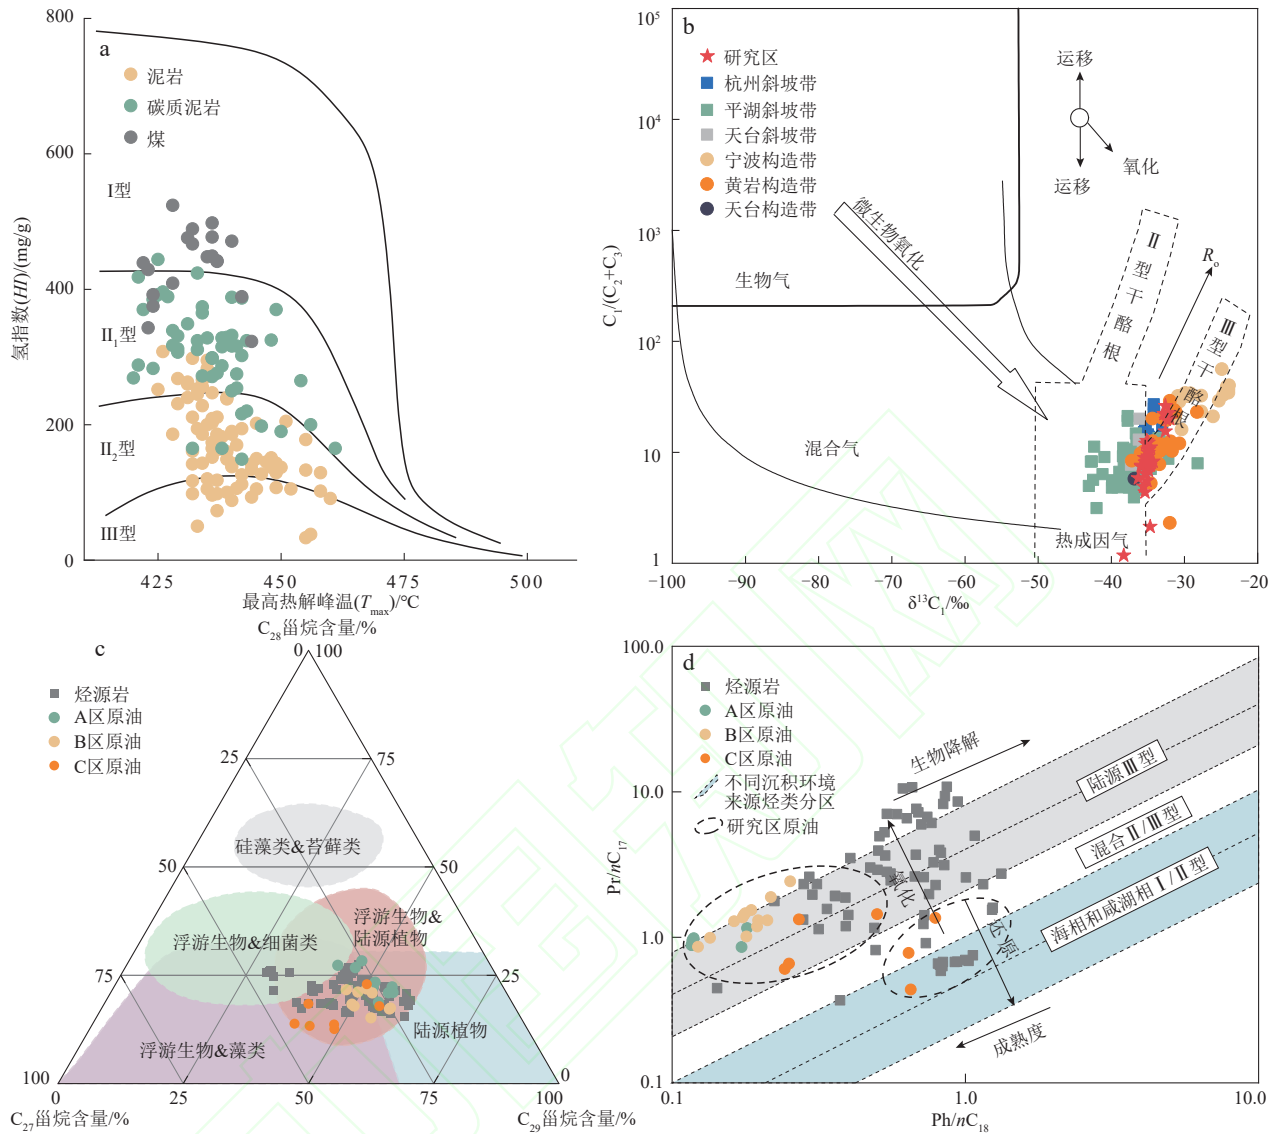 a
泥岩
碳质泥岩
煤
I型
II₁型
II₂型
III型
800
600
400
200
0
425
450
475
500
氢指数(HI)/(mg/g)
最高热解峰温(Tmax)/℃
b
研究区
杭州斜坡带
平湖斜坡带
天台斜坡带
宁波构造带
黄岩构造带
天台构造带
运移
氧化
运移
微生物氧化
生物气
混合气
热成因气
II型干酪根
III型干酪根
Rₒ
10⁵
10⁴
10³
10²
10
1
−100
−90
−80
−70
−60
−50
−40
−30
−20
C₁/(C₂+C₃)
δ¹³C₁/‰
C₂₈甾烷含量/%
c
0
100
烃源岩
A区原油
B区原油
C区原油
25
75
硅藻类&苔藓类
50
50
浮游生物&细菌类
浮游生物&
陆源植物
75
25
浮游生物&藻类
陆源植物
100
0
0
25
50
75
100
C₂₇甾烷含量/%
C₂₉甾烷含量/%
d
烃源岩
A区原油
B区原油
C区原油
不同沉积环境
来源烃类分区
研究区原油
生物降解
氧化
还原
成熟度
陆源III型
混合II/III型
海相和咸湖相I/II型
100.0
10.0
1.0
0.1
0.1
1.0
10.0
Pr/nC₁₇
Ph/nC₁₈